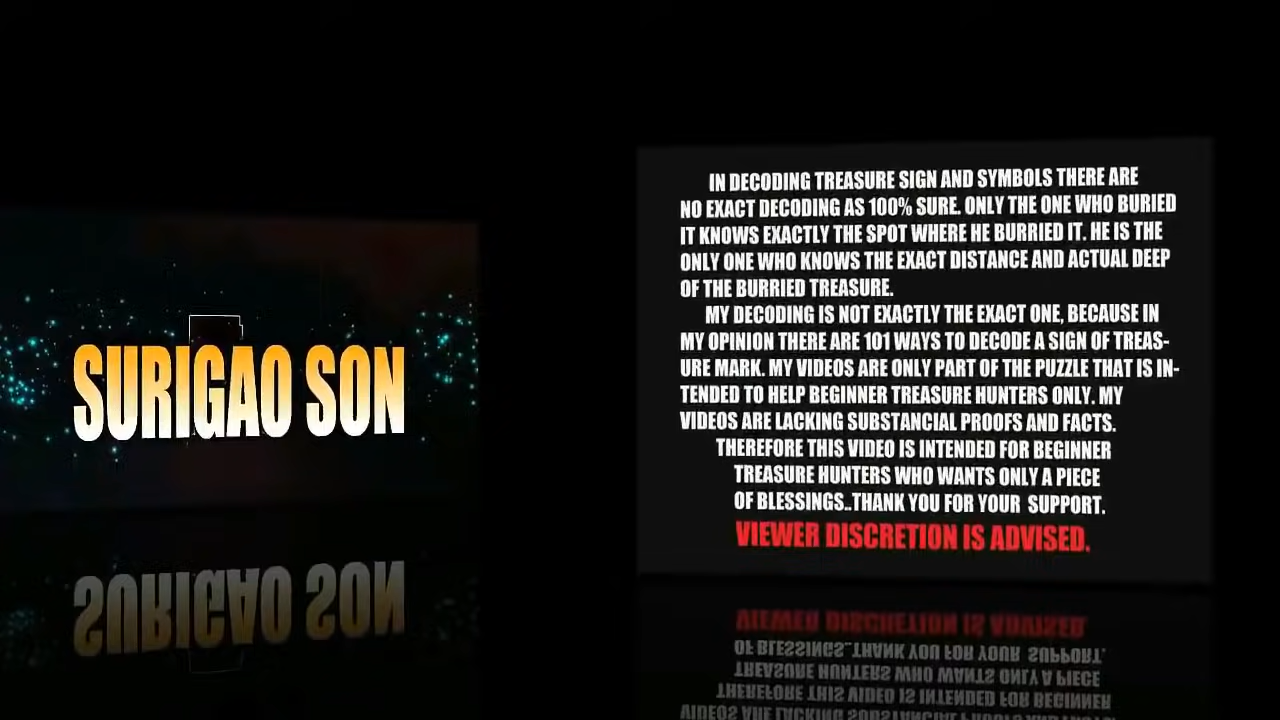 SURIGAO SON
IN DECODING TREASURE SIGN AND SYMBOLS THERE ARE
NO EXACT DECODING AS 100% SURE. ONLY THE ONE WHO BURIED
IT KNOWS EXACTLY THE SPOT WHERE HE BURRIED IT. HE IS THE
ONLY ONE WHO KNOWS THE EXACT DISTANCE AND ACTUAL DEEP
OF THE BURRIED TREASURE.
MY DECODING IS NOT EXACTLY THE EXACT ONE, BECAUSE IN
MY OPINION THERE ARE 101 WAYS TO DECODE A SIGN OF TREAS-
URE MARK. MY VIDEOS ARE ONLY PART OF THE PUZZLE THAT IS IN-
TENDED TO HELP BEGINNER TREASURE HUNTERS ONLY. MY
VIDEOS ARE LACKING SUBSTANCIAL PROOFS AND FACTS.
THEREFORE THIS VIDEO IS INTENDED FOR BEGINNER
TREASURE HUNTERS WHO WANTS ONLY A PIECE
OF BLESSINGS..THANK YOU FOR YOUR SUPPORT.
VIEWER DISCRETION IS ADVISED.